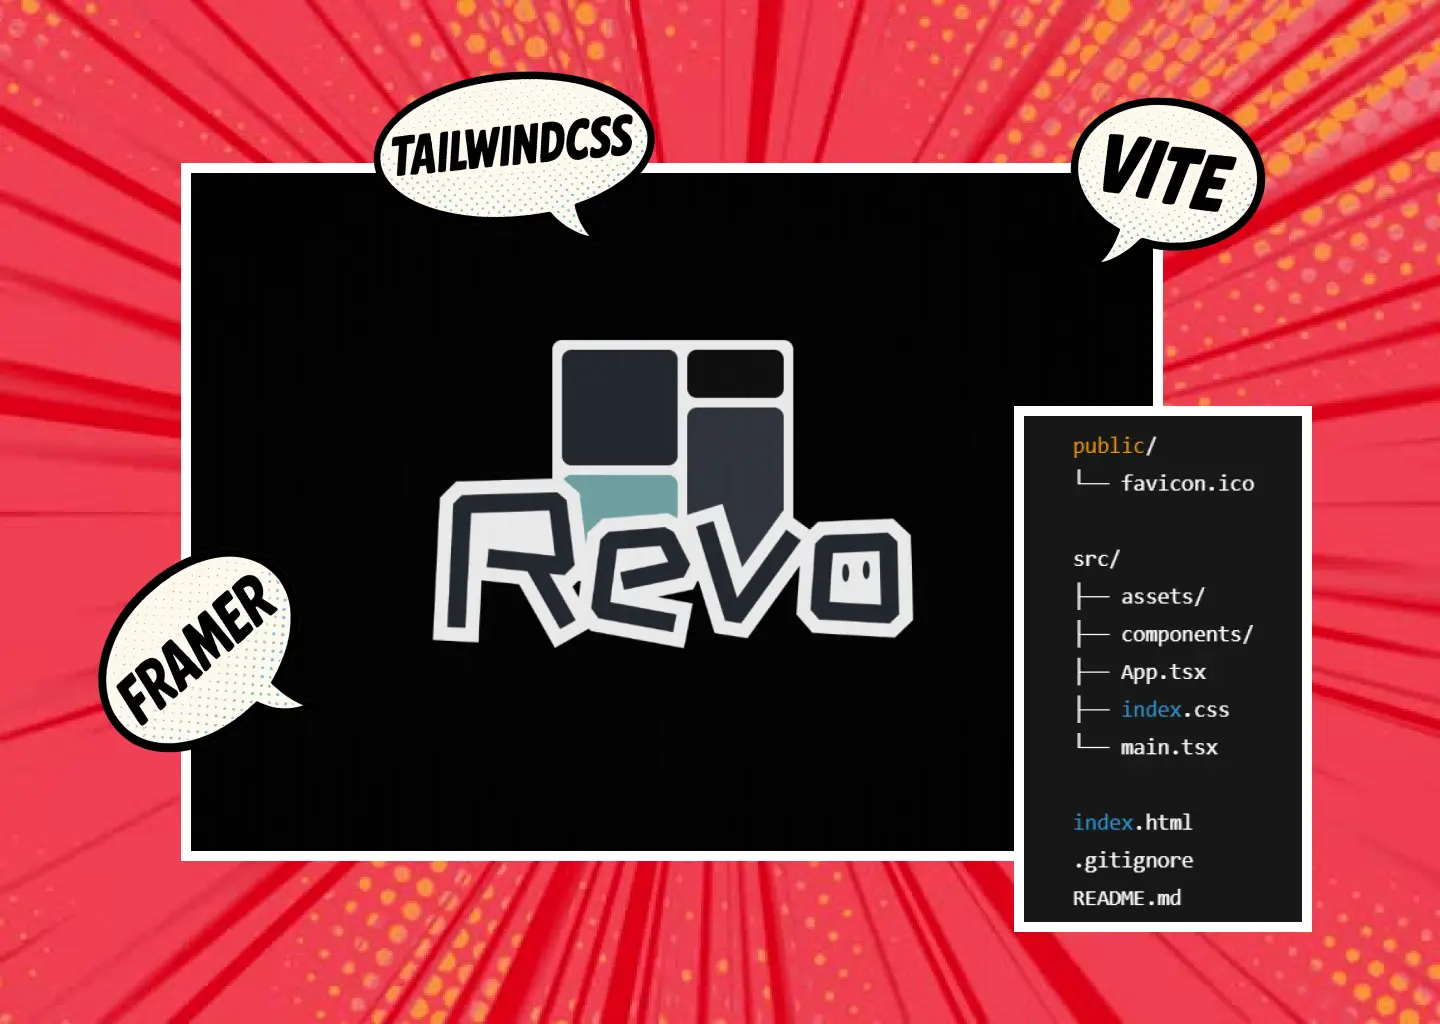 TAILWINDCSS
VITE
Revo
FRAMER
public/
└── favicon.ico
src/
├── assets/
├── components/
├── App.tsx
├── index.css
└── main.tsx
index.html
.gitignore
README.md